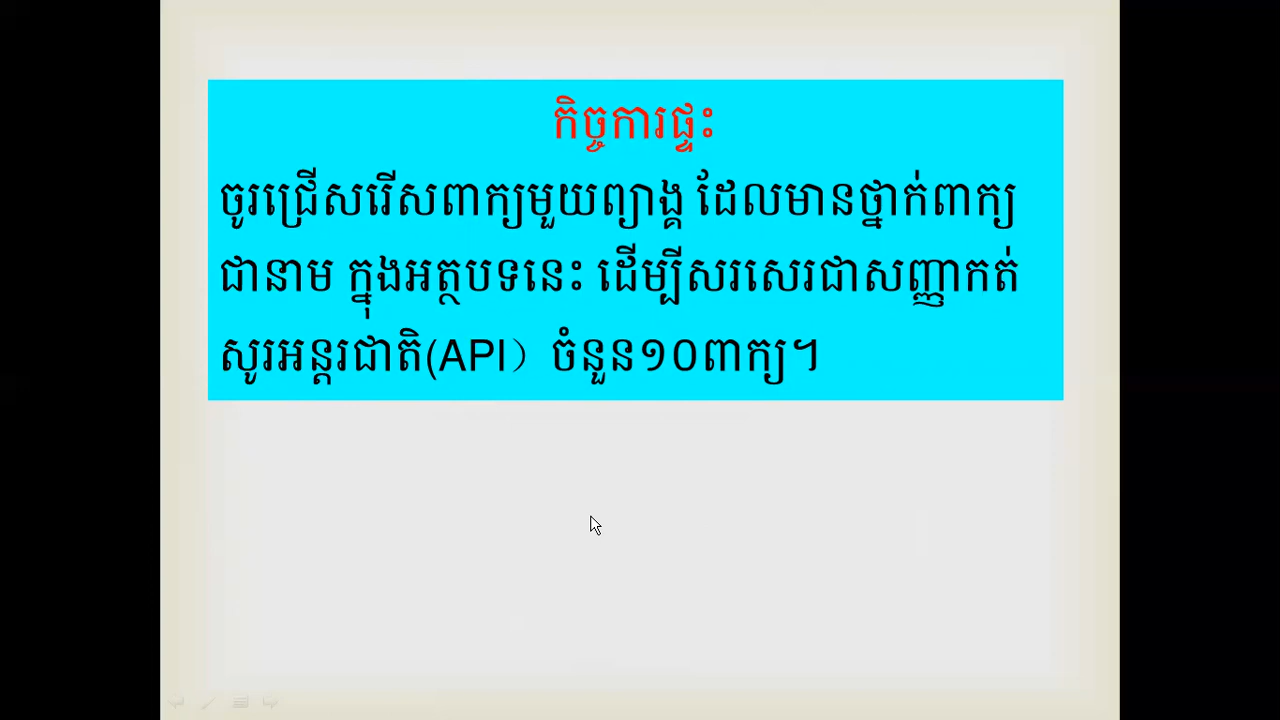 កិច្ចការផ្ទះ
ចូរជ្រើសរើសពាក្យមួយព្យាង្គ ដែលមានថ្នាក់ពាក្យ
ជានាម ក្នុងអត្ថបទនេះ ដើម្បីសរសេរជាសញ្ញាកត់
សូរអន្តរជាតិ(API） ចំនួន១០ពាក្យ។